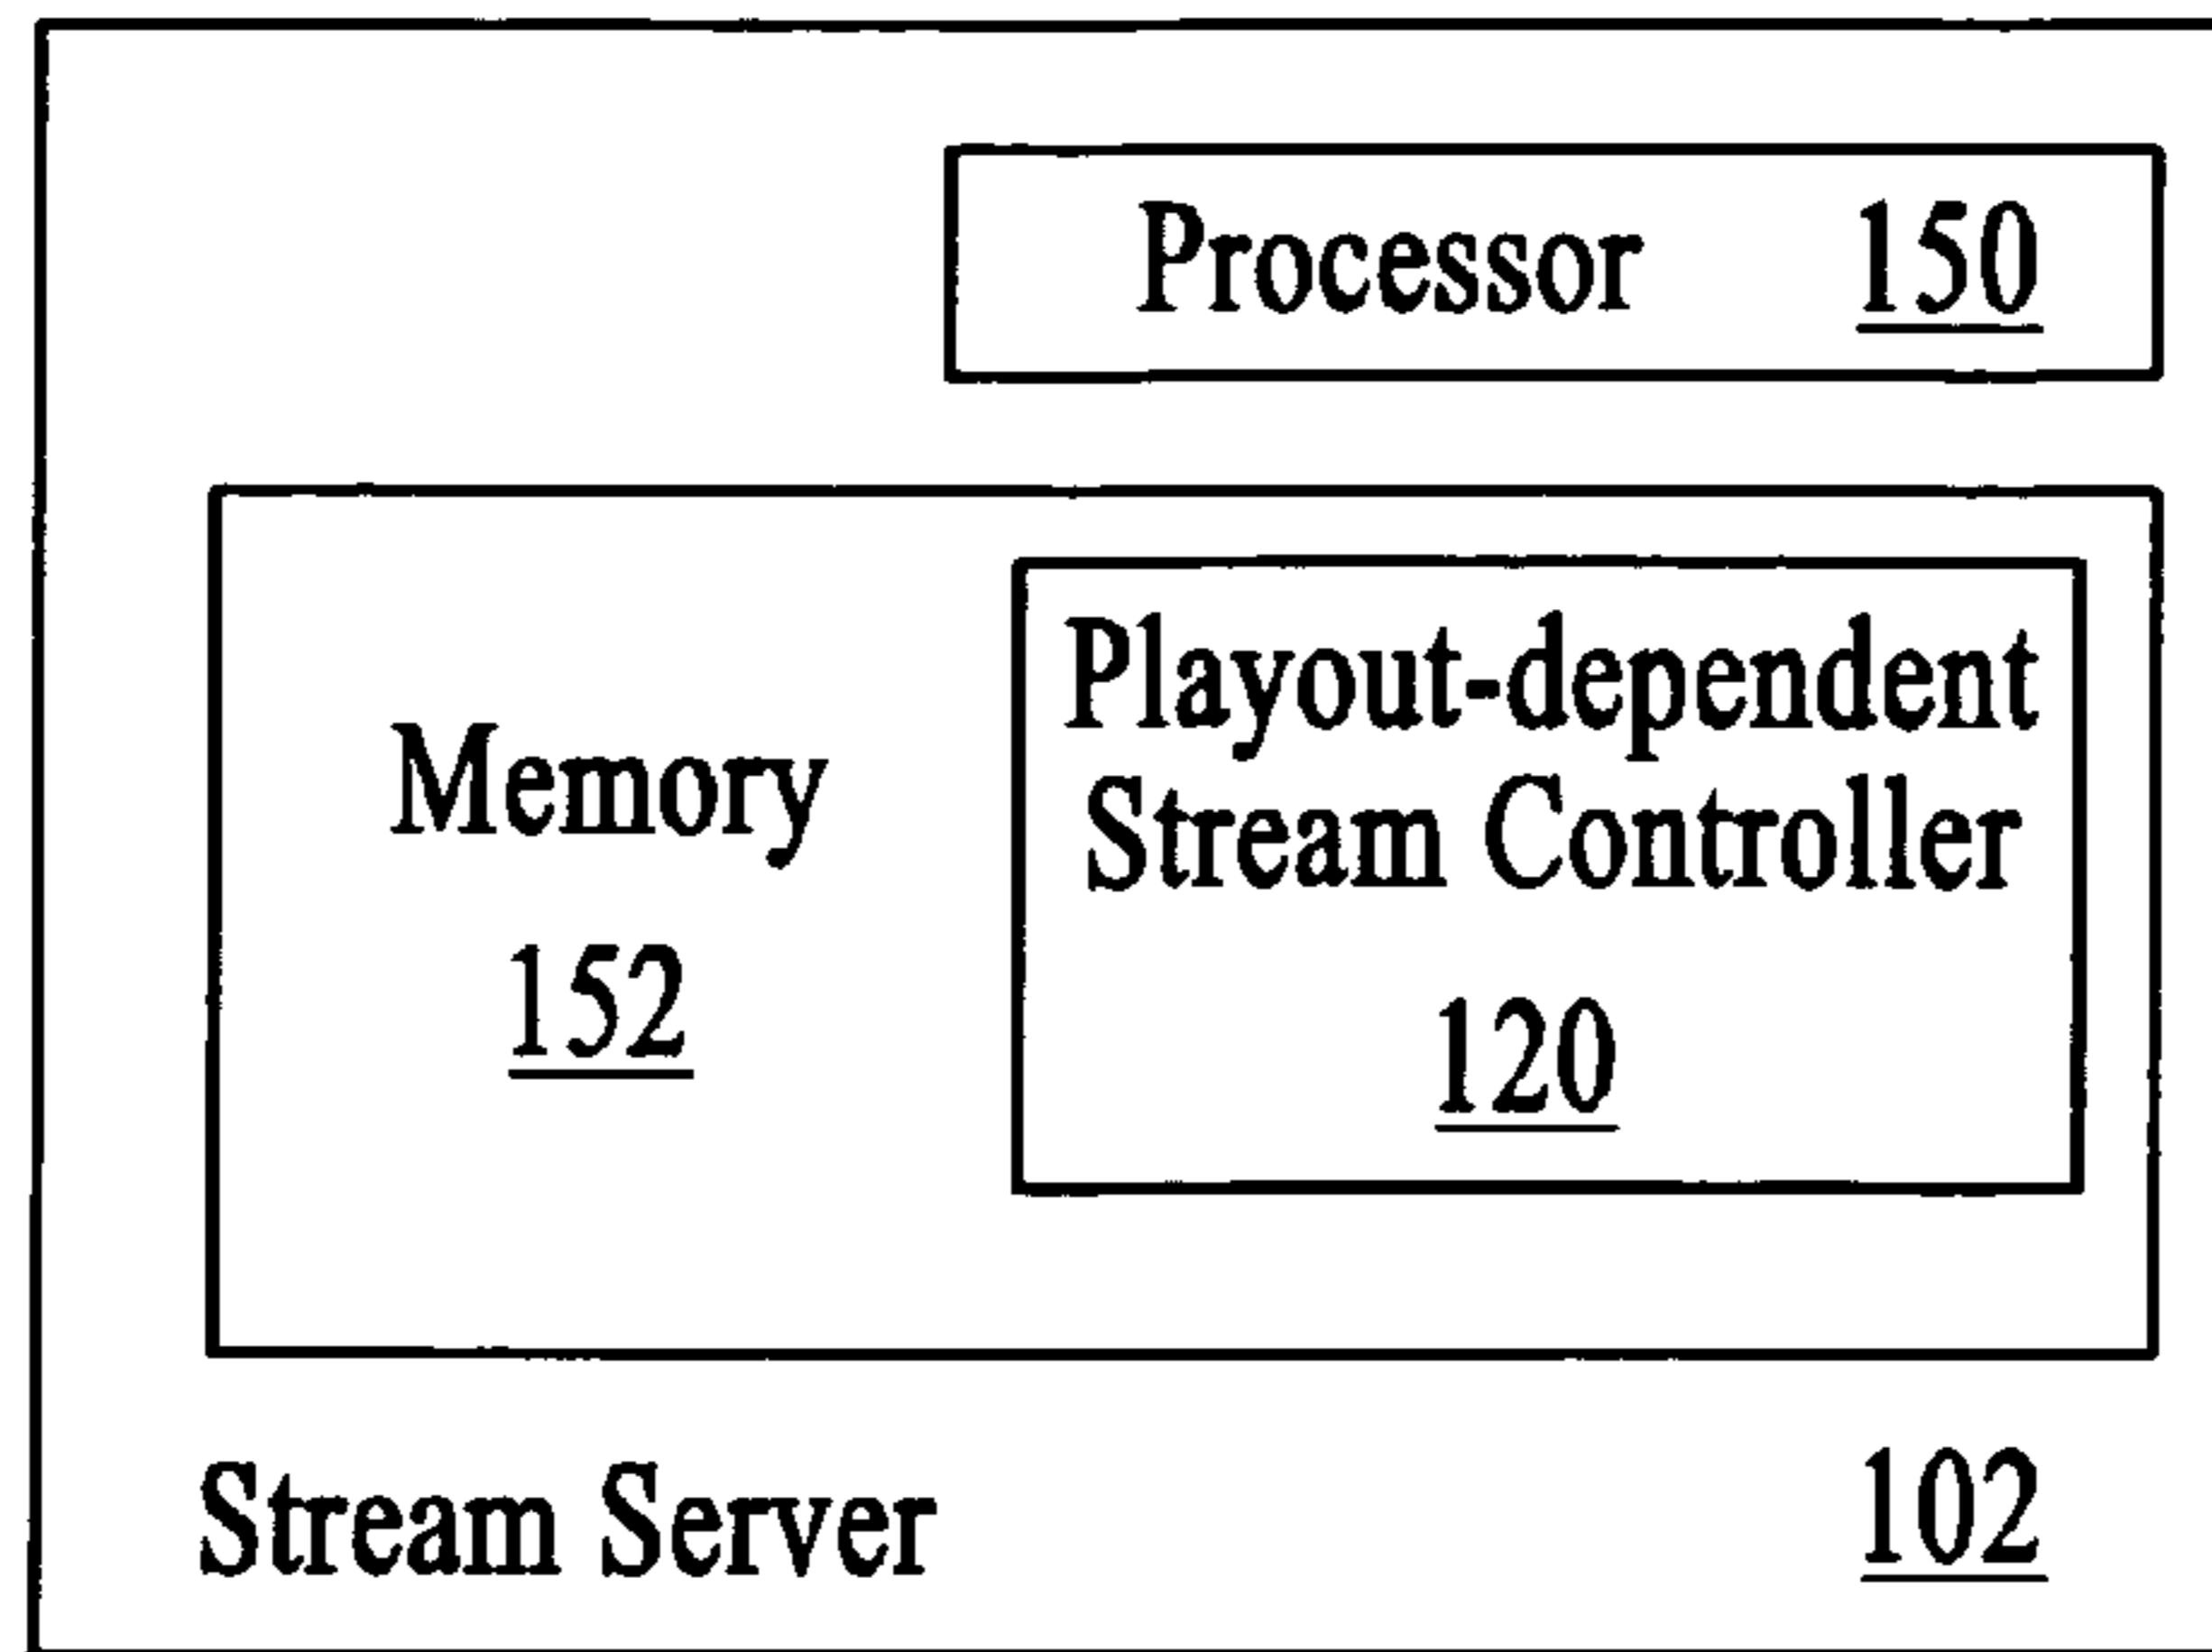 Processor 150
Memory
152
Playout-dependent
Stream Controller
120
Stream Server 102